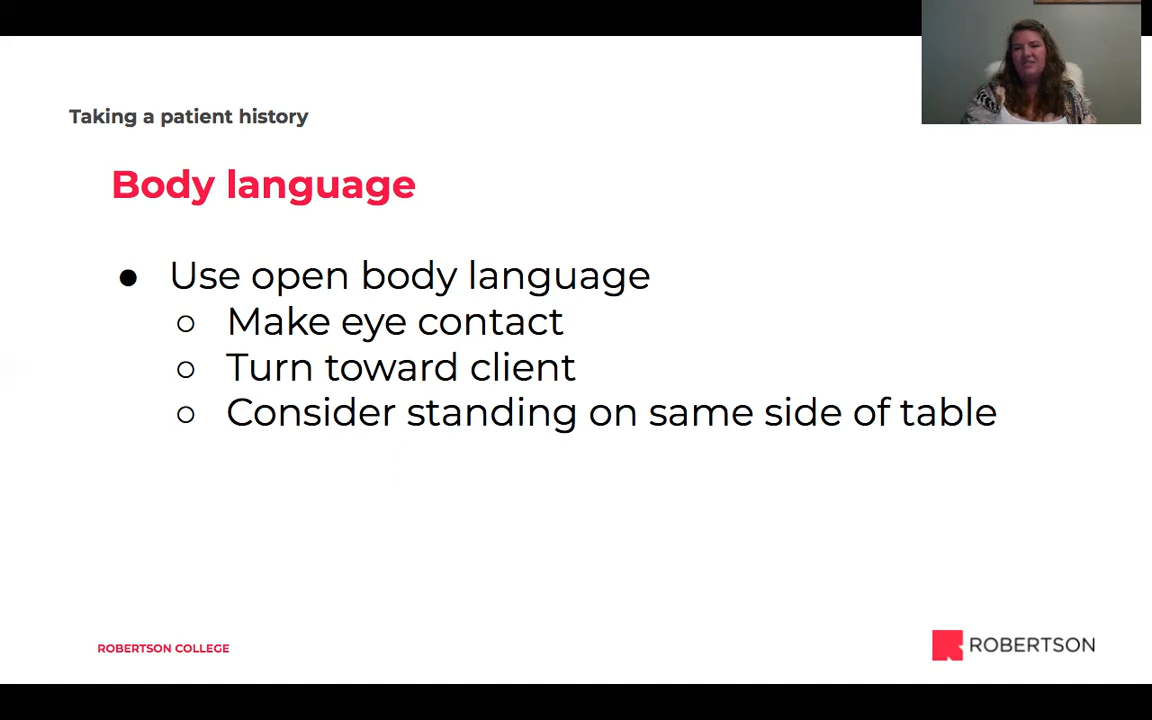 Taking a patient history
Body language
● Use open body language
○ Make eye contact
○ Turn toward client
○ Consider standing on same side of table
ROBERTSON COLLEGE
ROBERTSON